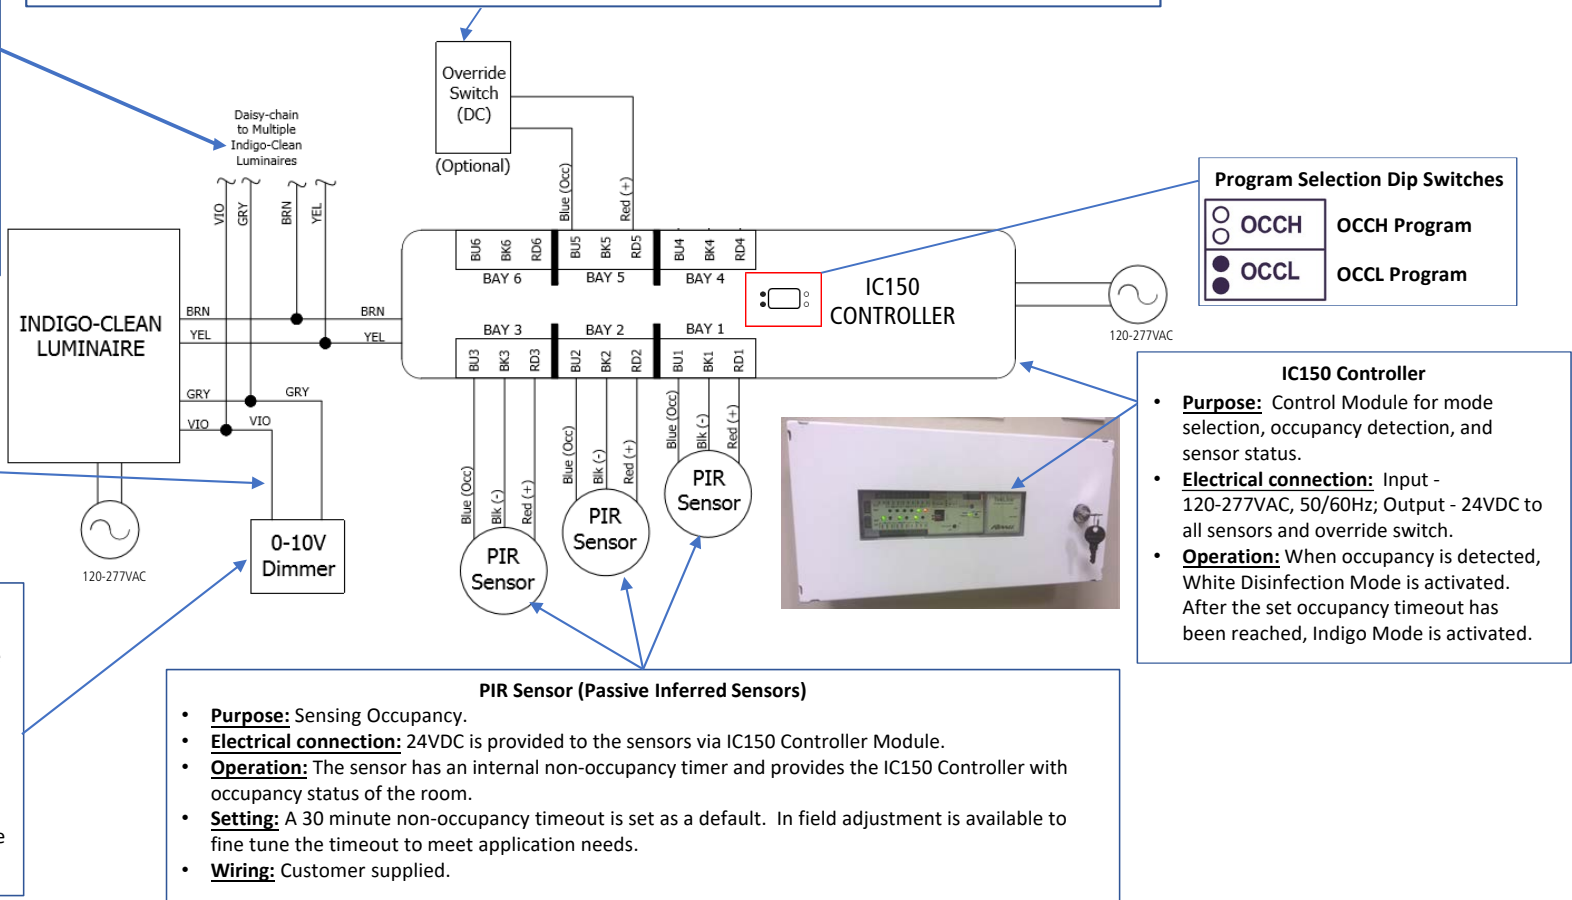 Override
Switch
(DC)
(Optional)
Daisy-chain
to Multiple
Indigo-Clean
Luminaires
VIO
GRY
BRN
YEL
Blue (Occ)
Red (+)
Program Selection Dip Switches
OCCH OCCH Program
OCCL OCCL Program
BU6 BK6 RD6 BU5 BK5 RD5 BU4 BK4 RD4
BAY 6 BAY 5 BAY 4
IC150
CONTROLLER
120-277VAC
INDIGO-CLEAN
LUMINAIRE
BRN BRN
YEL YEL
GRY GRY
VIO VIO
BAY 3 BAY 2 BAY 1
BU3 BK3 RD3 BU2 BK2 RD2 BU1 BK1 RD1
Blue (Occ) Blk (-) Red (+)
Blue (Occ) Blk (-) Red (+)
Blue (Occ) Blk (-) Red (+)
PIR
Sensor
PIR
Sensor
PIR
Sensor
120-277VAC
0-10V
Dimmer
IC150 Controller
• Purpose: Control Module for mode
selection, occupancy detection, and
sensor status.
• Electrical connection: Input -
120-277VAC, 50/60Hz; Output - 24VDC to
all sensors and override switch.
• Operation: When occupancy is detected,
White Disinfection Mode is activated.
After the set occupancy timeout has
been reached, Indigo Mode is activated.
PIR Sensor (Passive Inferred Sensors)
• Purpose: Sensing Occupancy.
• Electrical connection: 24VDC is provided to the sensors via IC150 Controller Module.
• Operation: The sensor has an internal non-occupancy timer and provides the IC150 Controller with
occupancy status of the room.
• Setting: A 30 minute non-occupancy timeout is set as a default. In field adjustment is available to
fine tune the timeout to meet application needs.
• Wiring: Customer supplied.
e